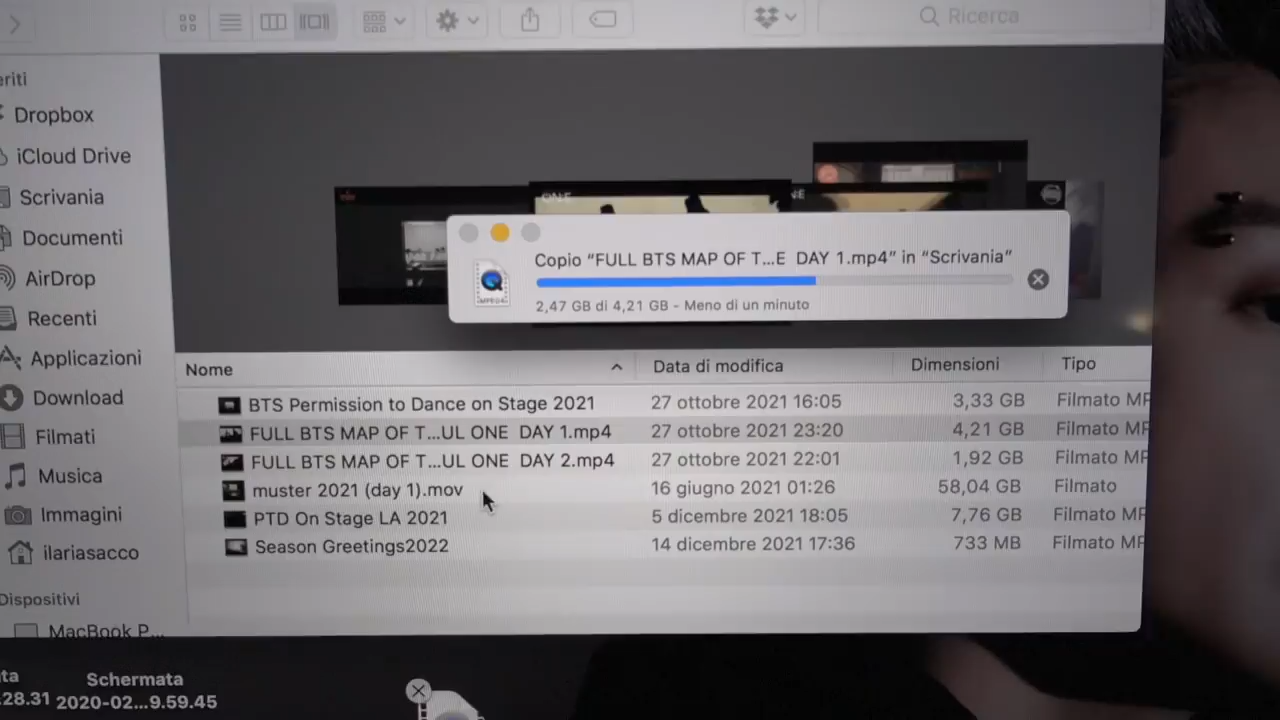 Ricerca
eriti
Dropbox
iCloud Drive
Scrivania
Documenti
AirDrop
Recenti
Applicazioni
Download
Filmati
Musica
Immagini
ilariasacco
Dispositivi
MacBook P...
ONE
NE
Copio “FULL BTS MAP OF T...E DAY 1.mp4” in “Scrivania”
2,47 GB di 4,21 GB - Meno di un minuto
MPEG4
Nome Data di modifica Dimensioni Tipo
BTS Permission to Dance on Stage 2021 27 ottobre 2021 16:05 3,33 GB Filmato MP
FULL BTS MAP OF T...UL ONE DAY 1.mp4 27 ottobre 2021 23:20 4,21 GB Filmato MP
FULL BTS MAP OF T...UL ONE DAY 2.mp4 27 ottobre 2021 22:01 1,92 GB Filmato MP
muster 2021 (day 1).mov 16 giugno 2021 01:26 58,04 GB Filmato
PTD On Stage LA 2021 5 dicembre 2021 18:05 7,76 GB Filmato MP
Season Greetings2022 14 dicembre 2021 17:36 733 MB Filmato MP
ta
.28.31
Schermata
2020-02...9.59.45